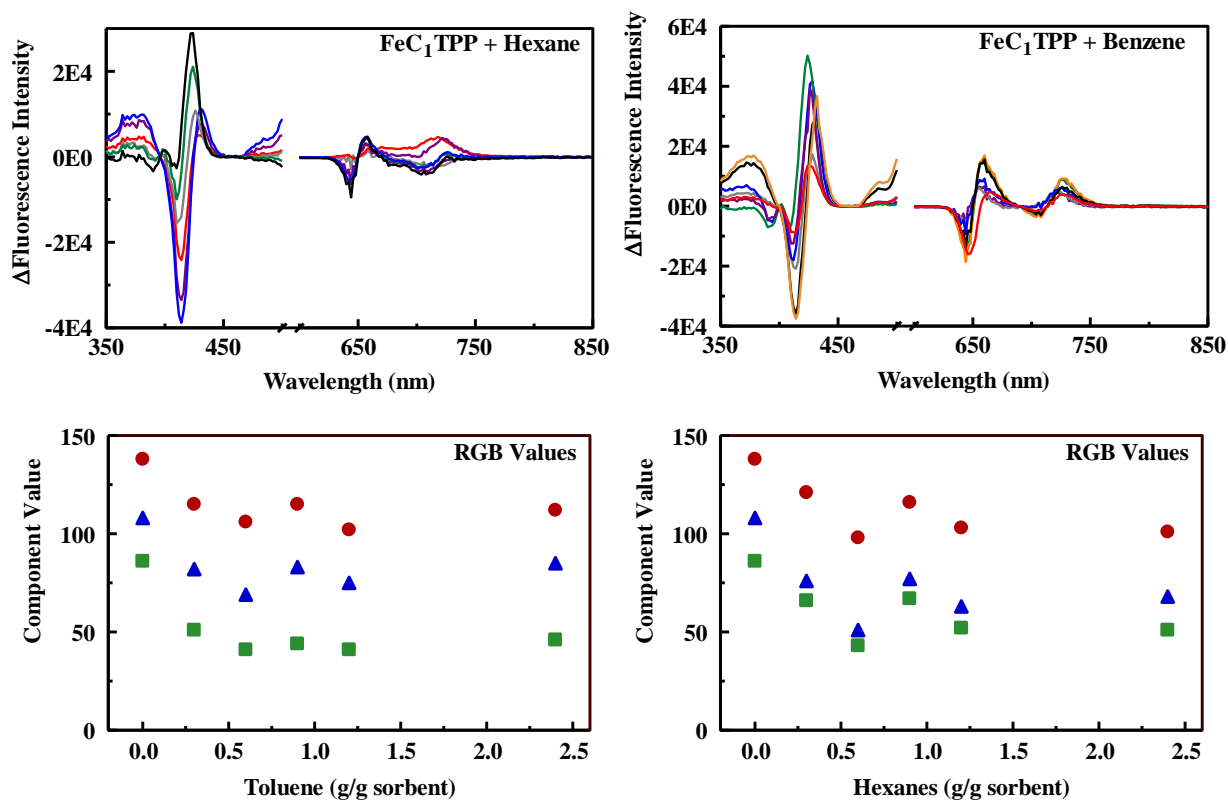 FeC1TPP + Hexane
2E4
0E0
-2E4
-4E4
ΔFluorescence Intensity
350
450
650
750
850
Wavelength (nm)
FeC1TPP + Benzene
6E4
4E4
2E4
0E0
-2E4
-4E4
ΔFluorescence Intensity
350
450
650
750
850
Wavelength (nm)
RGB Values
150
100
50
0
Component Value
0.0
0.5
1.0
1.5
2.0
2.5
Toluene (g/g sorbent)
RGB Values
150
100
50
0
Component Value
0.0
0.5
1.0
1.5
2.0
2.5
Hexanes (g/g sorbent)